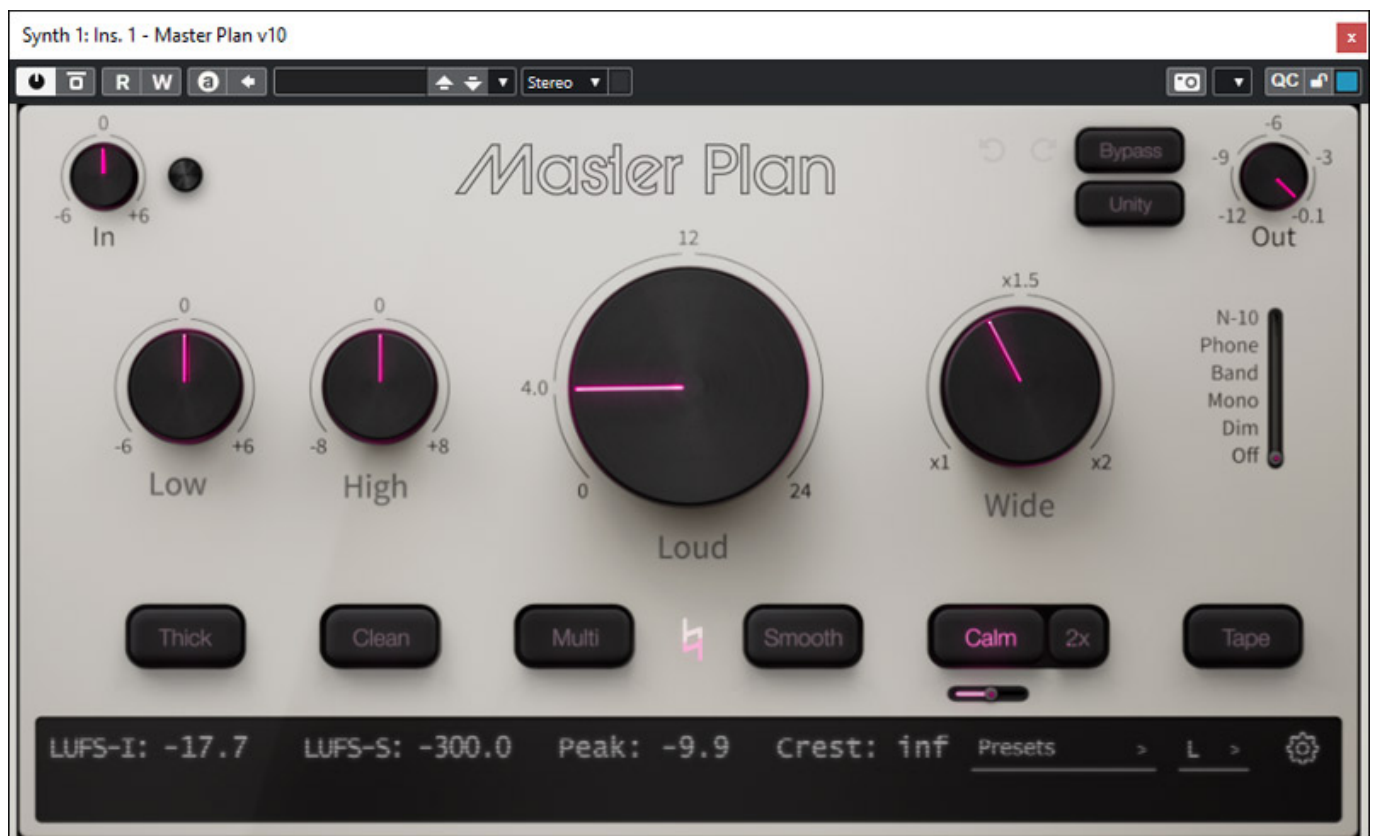 Synth 1: Ins. 1 - Master Plan v10
x
R W a Stereo QC
0
-6 +6
In
Master Plan
Bypass
Unity
-6
-9 -3
-12 -0.1
Out
0
-6 +6
Low
0
-8 +8
High
12
4.0
0 24
Loud
x1.5
x1 x2
Wide
N-10
Phone
Band
Mono
Dim
Off
Thick Clean Multi Smooth Calm 2x Tape
LUFS-I: -17.7 LUFS-S: -300.0 Peak: -9.9 Crest: inf Presets > L >